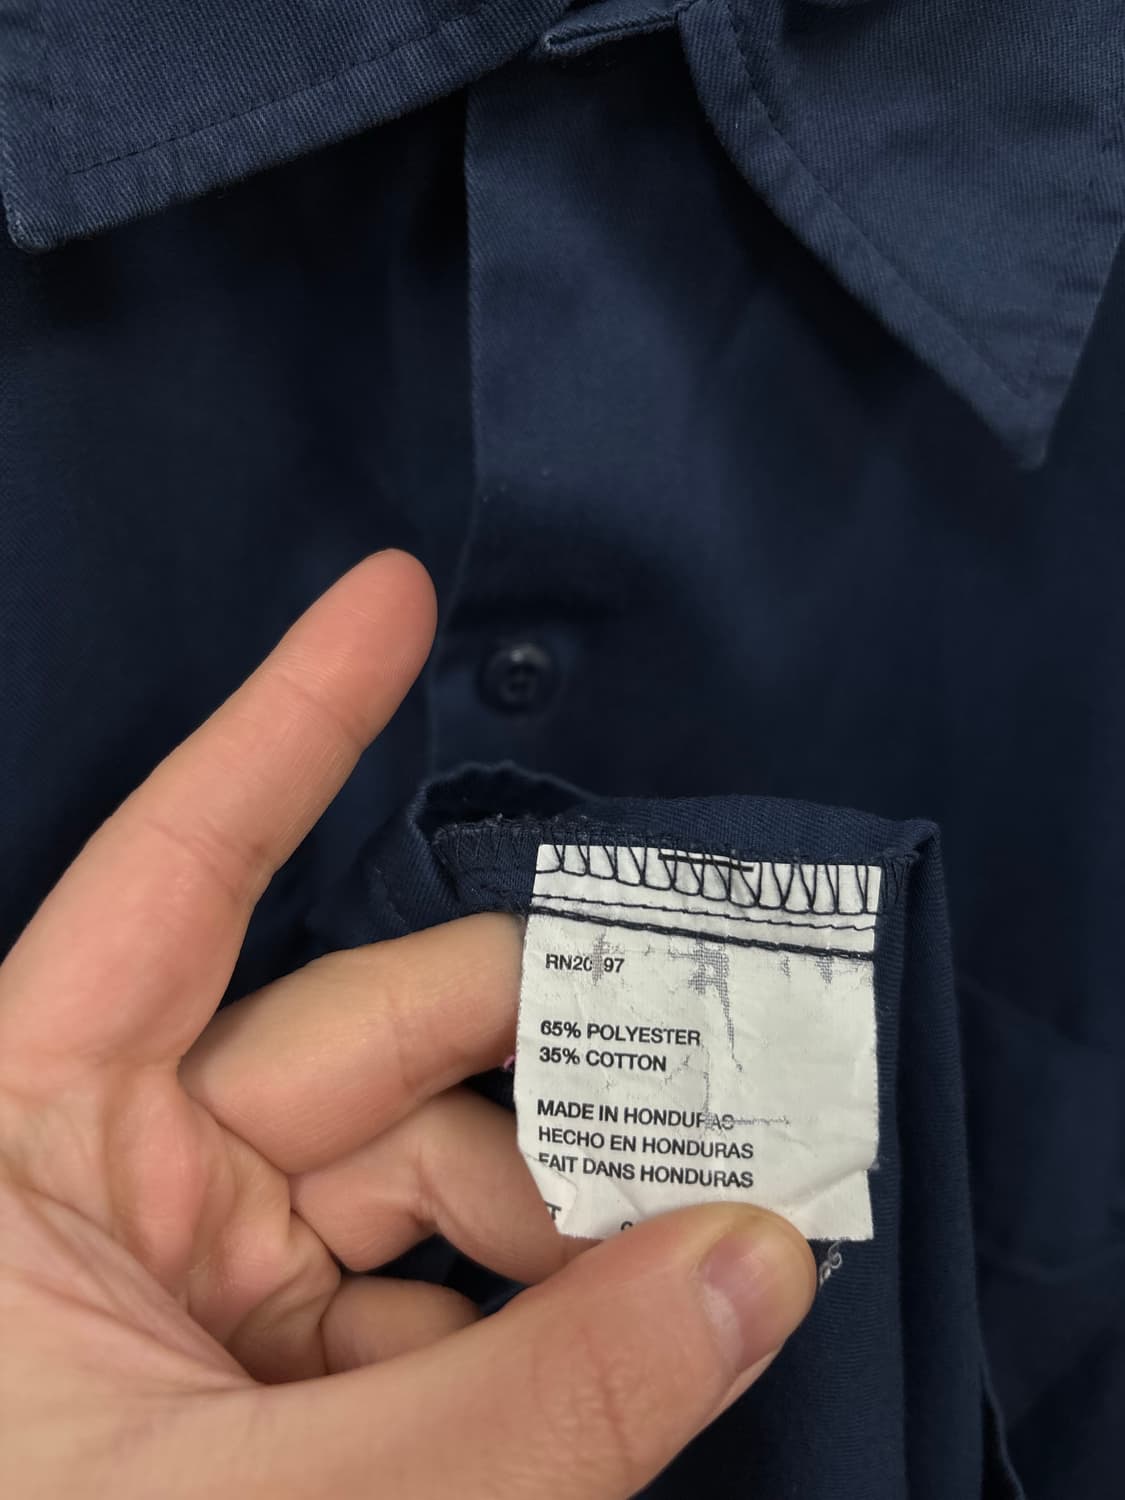 65% POLYESTER
35% COTTON
MADE IN HONDURAS
HECHO EN HONDURAS
FAIT DANS HONDURAS